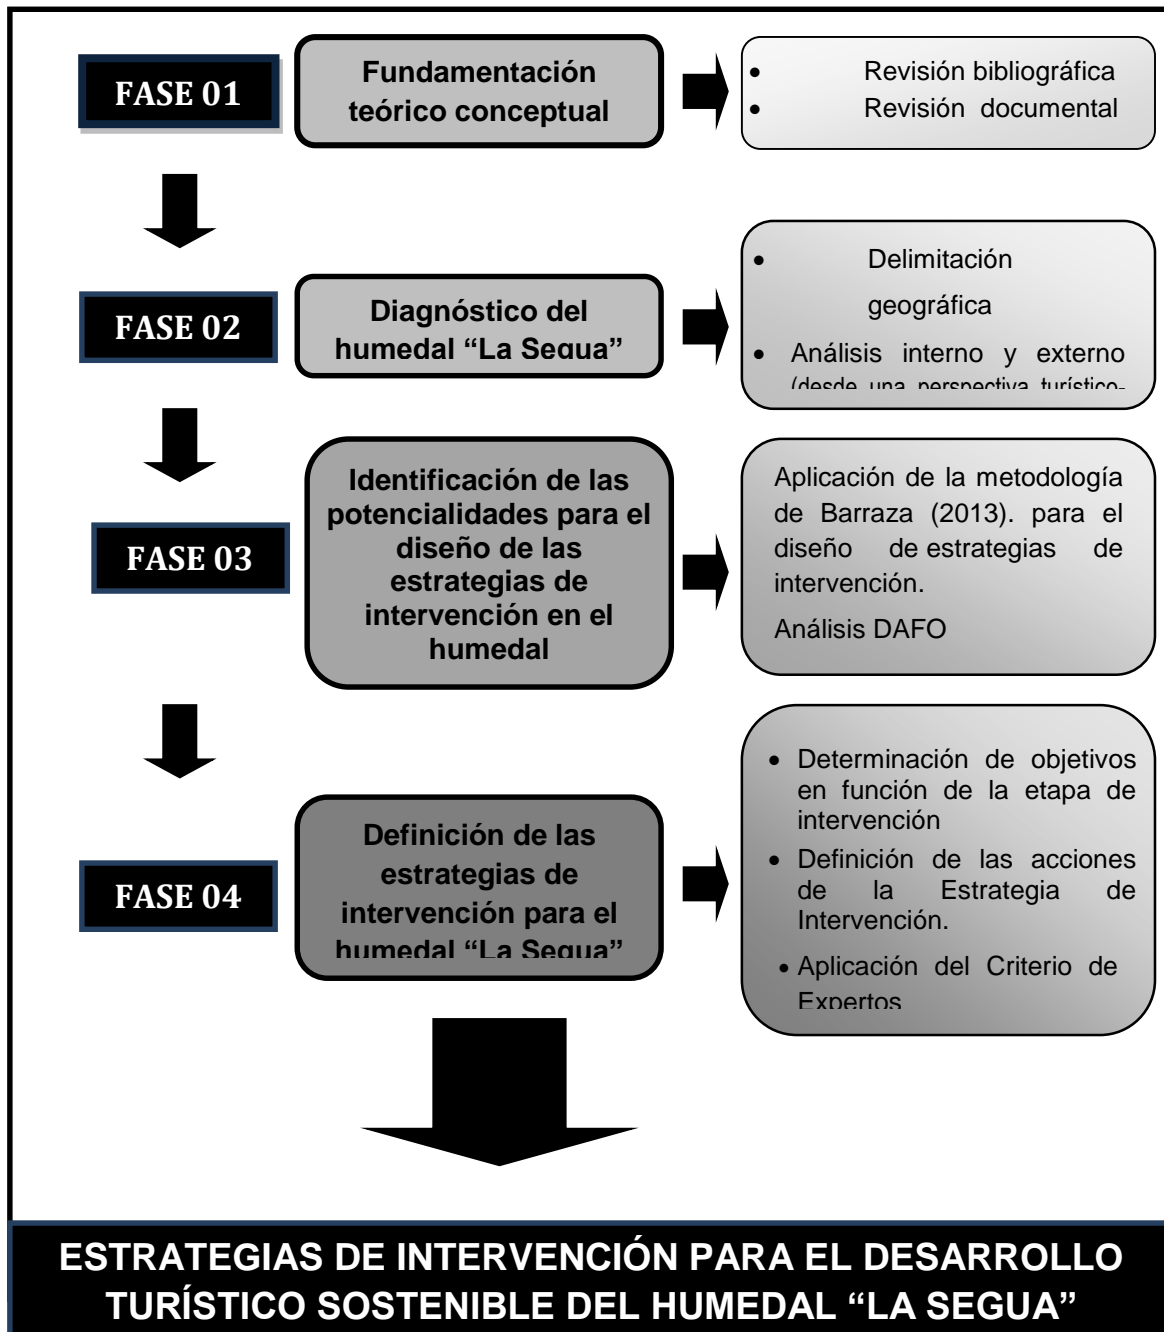 FASE 01
Fundamentación
teórico conceptual
• Revisión bibliográfica
• Revisión documental
FASE 02
Diagnóstico del
humedal “La Segua”
• Delimitación
geográfica
• Análisis interno y externo
(desde una perspectiva turístico-
FASE 03
Identificación de las
potencialidades para el
diseño de las
estrategias de
intervención en el
humedal
Aplicación de la metodología
de Barraza (2013). para el
diseño de estrategias de
intervención.
Análisis DAFO
FASE 04
Definición de las
estrategias de
intervención para el
humedal “La Segua”
• Determinación de objetivos
en función de la etapa de
intervención
• Definición de las acciones
de la Estrategia de
Intervención.
• Aplicación del Criterio de
Expertos
ESTRATEGIAS DE INTERVENCIÓN PARA EL DESARROLLO
TURÍSTICO SOSTENIBLE DEL HUMEDAL “LA SEGUA”